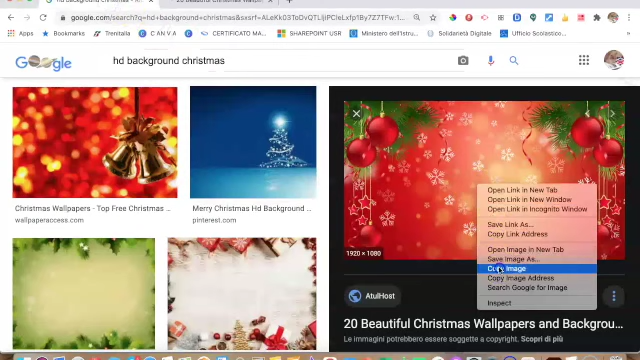 google.com/search?q=hd+background+christmas&sxsrf=
Apps
Bookmarks
Trenitalia
C A N V A
CERTIFICATO MA
SHAREPOINT USR
Ministero dell'Istru...
Solidarietà Digitale
Ufficio Scolastico...
Google
hd background christmas
Christmas Wallpapers - Top Free Christmas ...
wallpaperaccess.com
Merry Christmas Hd Background ...
pinterest.com
1920 × 1080
Open Link in New Tab
Open Link in New Window
Open Link in Incognito Window
Save Link As...
Copy Link Address
Open Image in New Tab
Save Image As...
Copy Image
Copy Image Address
Search Google for Image
Inspect
AtulHost
20 Beautiful Christmas Wallpapers and Backgrou...
Le immagini potrebbero essere soggette a copyright. Scopri di più